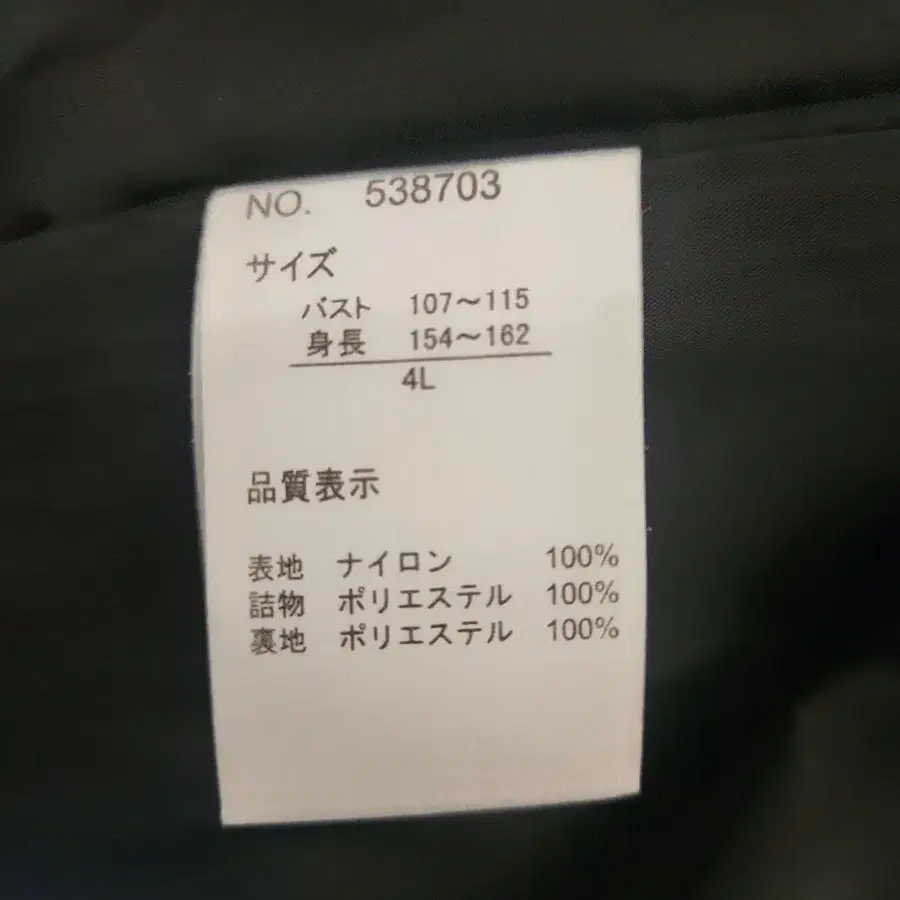 NO. 538703
サイズ
バスト 107～115
身長 154～162
4L
品質表示
表地 ナイロン 100%
詰物 ポリエステル 100%
裏地 ポリエステル 100%